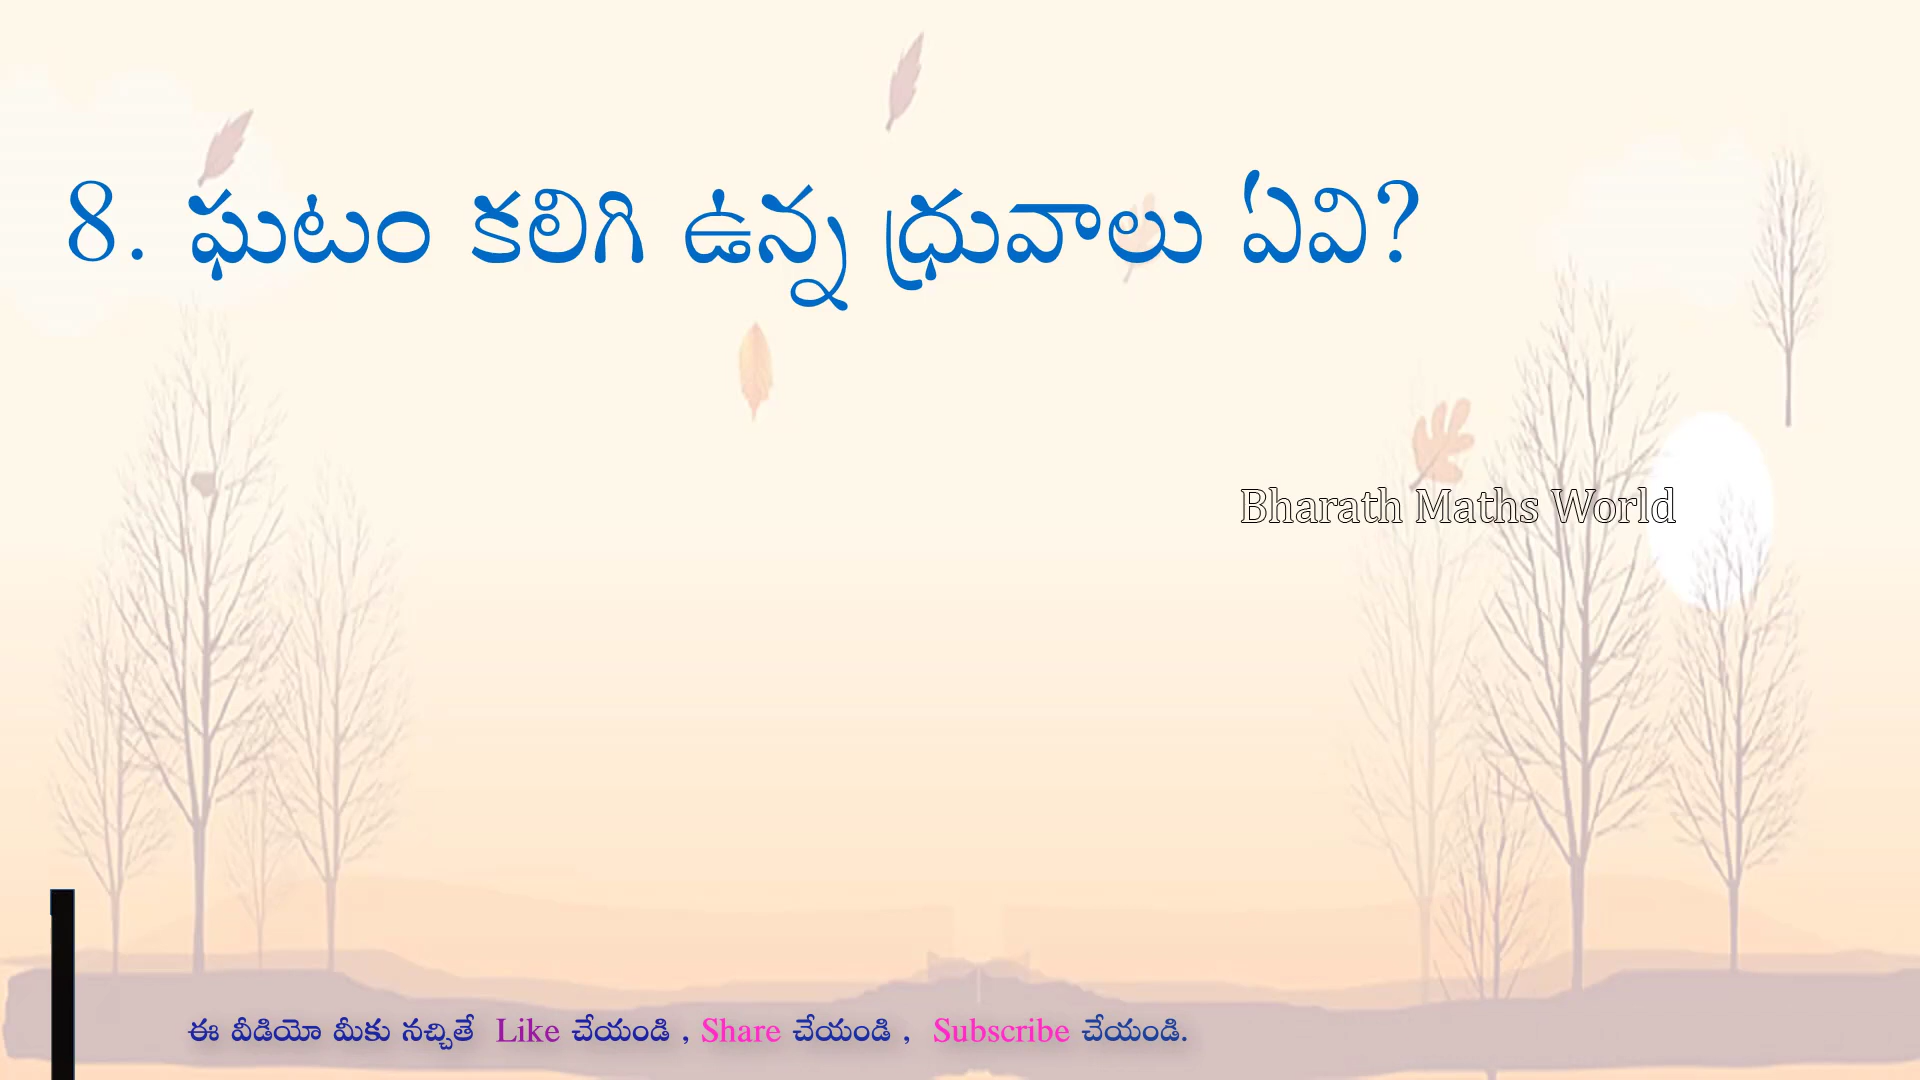 8. ఘటం కలిగి ఉన్న ధ్రువాలు ఏవి?
Bharath Maths World
ఈ వీడియో మీకు నచ్చితే Like చేయండి , Share చేయండి , Subscribe చేయండి.